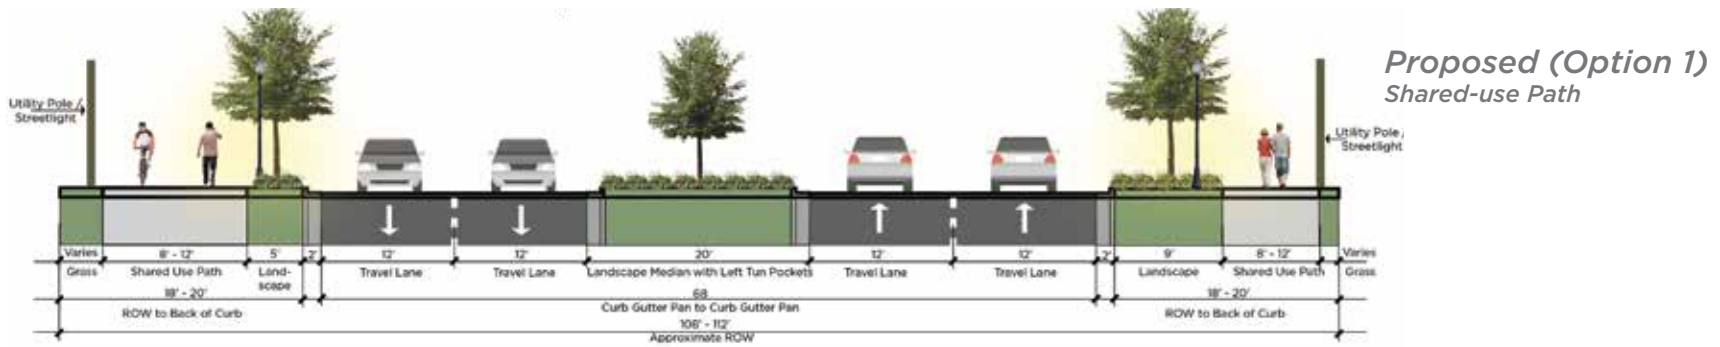 Proposed (Option 1)
Shared-use Path
Utility Pole /
Streetlight
Utility Pole /
Streetlight
Varies 8' - 12' 5' 2' 12' 12' 20' 12' 12' 2' 9' 8' - 12' Varies
Grass Shared Use Path Land- Travel Lane Travel Lane Landscape Median with Left Tun Pockets Travel Lane Travel Lane Landscape Shared Use Path Grass
scape
18' - 20' 68 18' - 20'
ROW to Back of Curb Curb Gutter Pan to Curb Gutter Pan ROW to Back of Curb
106' - 112'
Approximate ROW